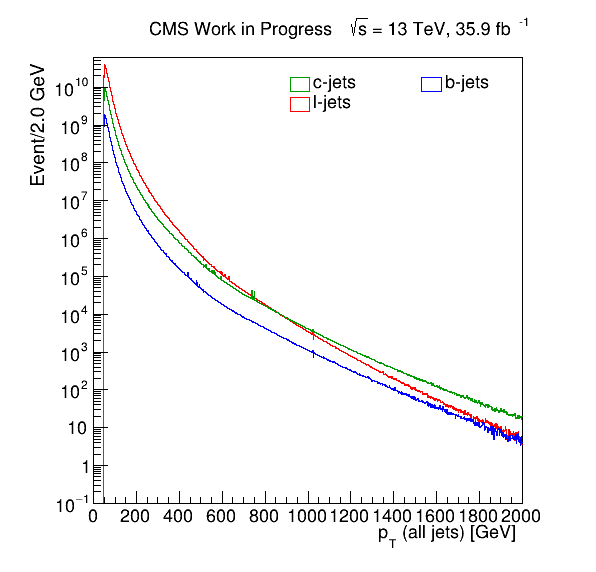 CMS Work in Progress √s = 13 TeV, 35.9 fb⁻¹
Event/2.0 GeV
c-jets b-jets
l-jets
10¹⁰
10⁹
10⁸
10⁷
10⁶
10⁵
10⁴
10³
10²
10
1
10⁻¹
0 200 400 600 800 1000 1200 1400 1600 1800 2000
p_T (all jets) [GeV]